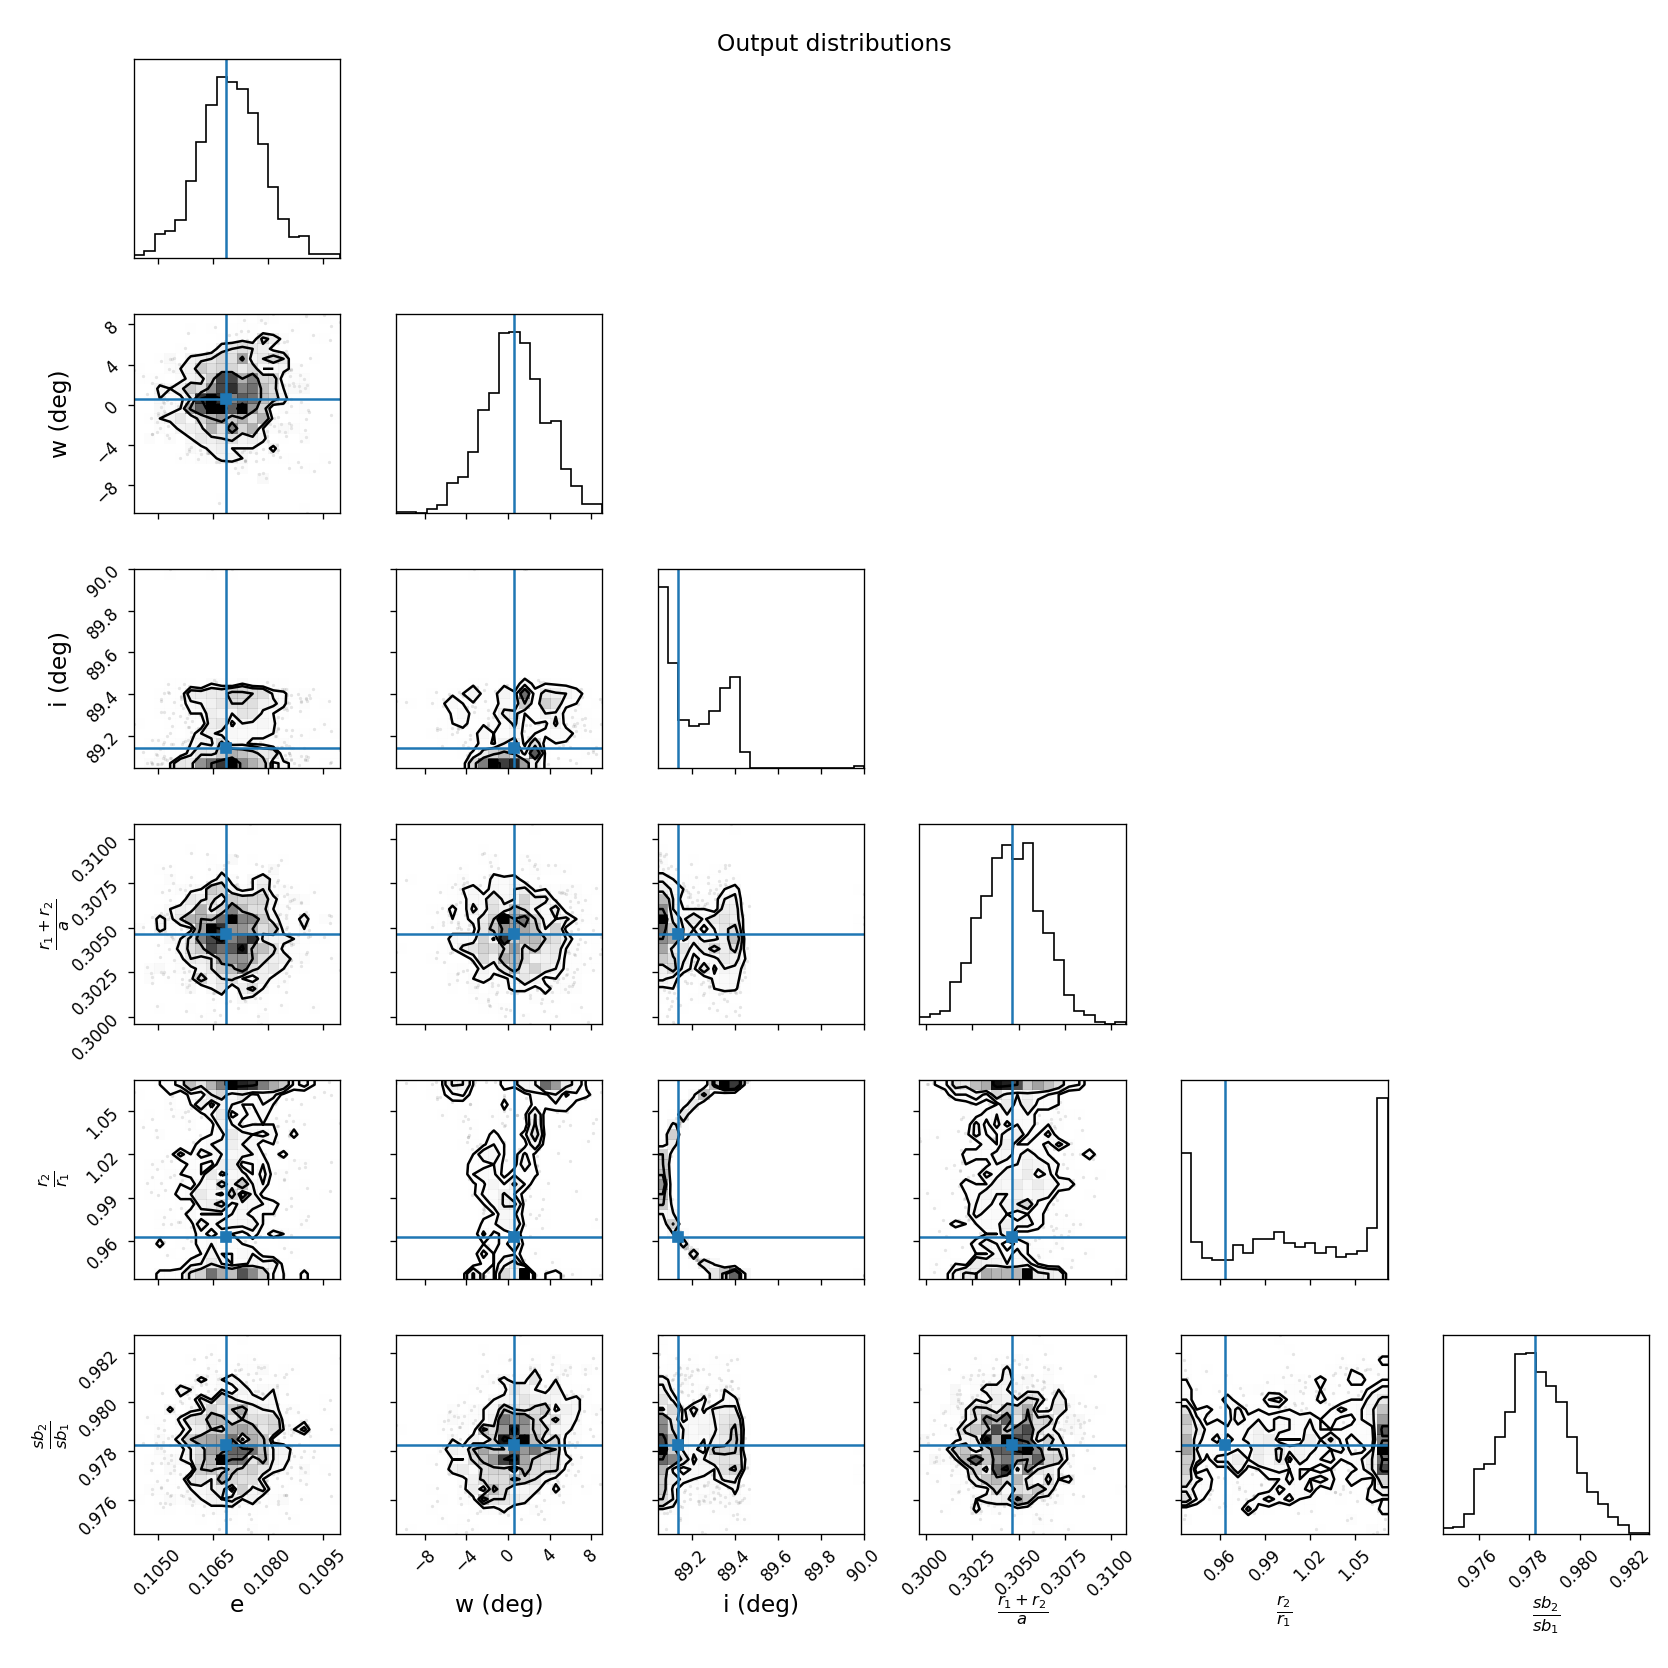 Output distributions
w (deg)
8
4
0
−4
−8
i (deg)
90.0
89.8
89.6
89.4
89.2
r₁ + r₂
a
0.3100
0.3075
0.3050
0.3025
0.3000
r₂
r₁
1.05
1.02
0.99
0.96
sb₂
sb₁
0.982
0.980
0.978
0.976
0.1050 0.1065 0.1080 0.1095
−8 −4 0 4 8
89.2 89.4 89.6 89.8 90.0
0.3000 0.3025 0.3050 0.3075 0.3100
0.96 0.99 1.02 1.05
0.976 0.978 0.980 0.982
e
w (deg)
i (deg)
r₁ + r₂
a
r₂
r₁
sb₂
sb₁